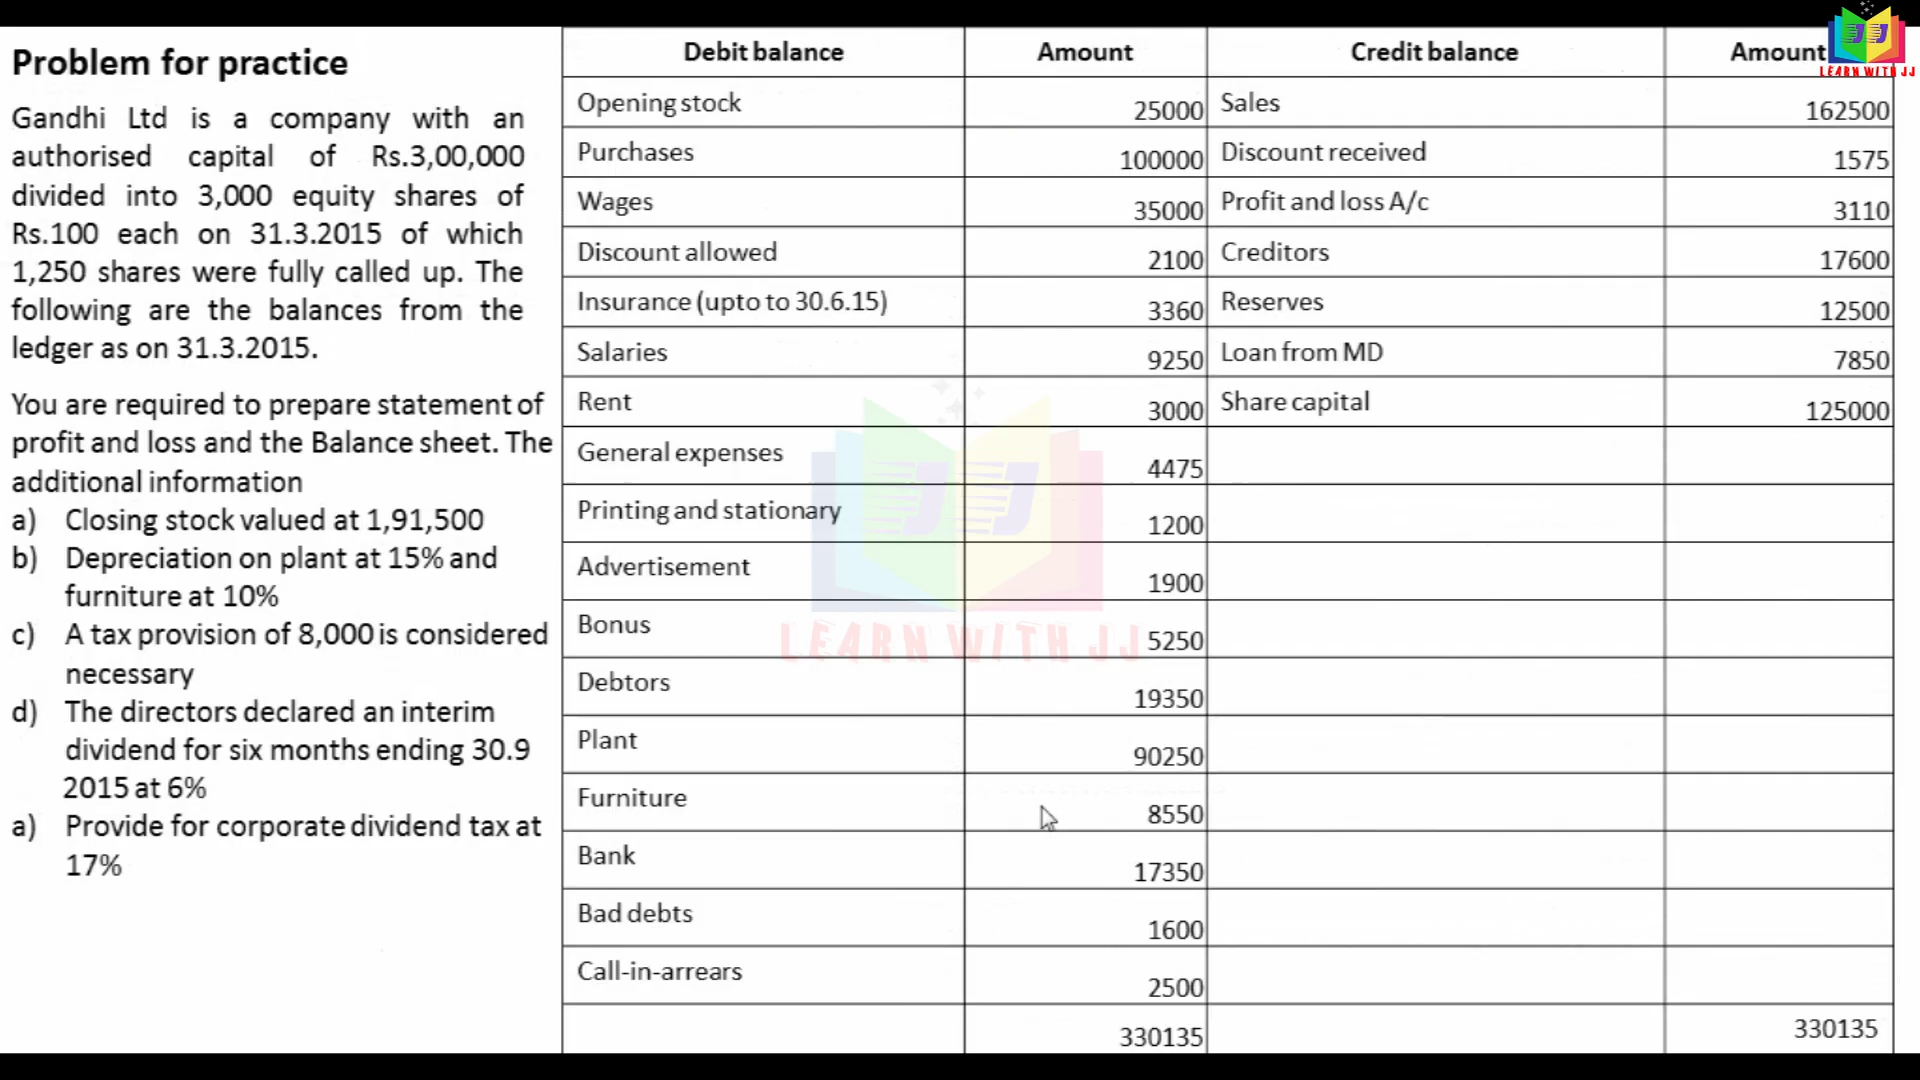 Problem for practice
Gandhi Ltd is a company with an
authorised capital of Rs.3,00,000
divided into 3,000 equity shares of
Rs.100 each on 31.3.2015 of which
1,250 shares were fully called up. The
following are the balances from the
ledger as on 31.3.2015.
You are required to prepare statement of
profit and loss and the Balance sheet. The
additional information
a) Closing stock valued at 1,91,500
b) Depreciation on plant at 15% and
furniture at 10%
c) A tax provision of 8,000 is considered
necessary
d) The directors declared an interim
dividend for six months ending 30.9
2015 at 6%
a) Provide for corporate dividend tax at
17%
Debit balance Amount Credit balance Amount
Opening stock 25000 Sales 162500
Purchases 100000 Discount received 1575
Wages 35000 Profit and loss A/c 3110
Discount allowed 2100 Creditors 17600
Insurance (upto to 30.6.15) 3360 Reserves 12500
Salaries 9250 Loan from MD 7850
Rent 3000 Share capital 125000
General expenses 4475
Printing and stationary 1200
Advertisement 1900
Bonus 5250
Debtors 19350
Plant 90250
Furniture 8550
Bank 17350
Bad debts 1600
Call-in-arrears 2500
330135 330135
JJ
LEARN WITH JJ
JJ
LEARN WITH JJ